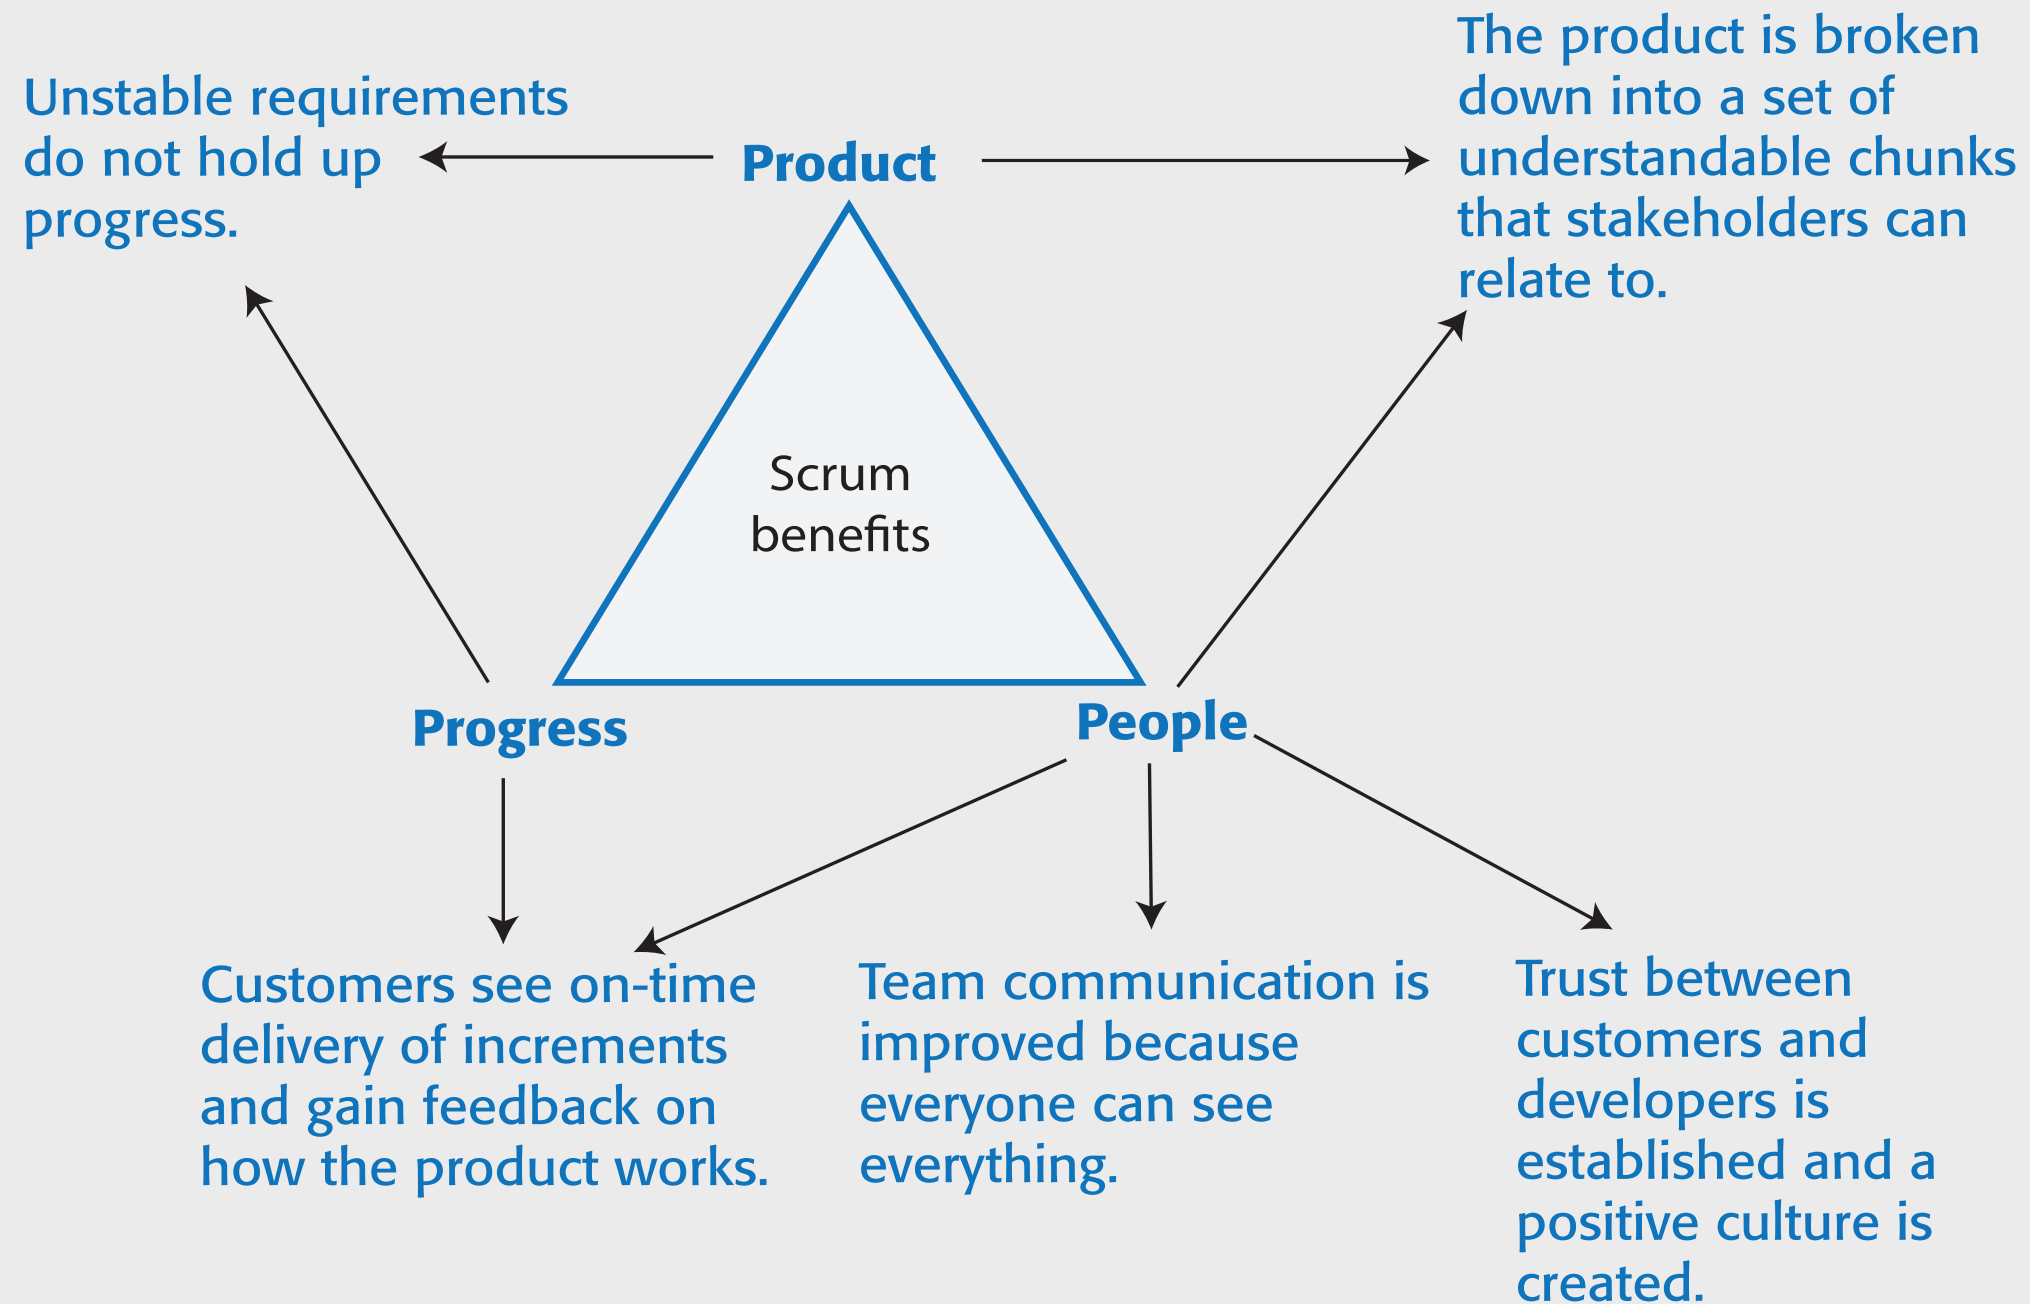 Unstable requirements
do not hold up
progress.
Product
The product is broken
down into a set of
understandable chunks
that stakeholders can
relate to.
Scrum
benefits
Progress
People
Customers see on-time
delivery of increments
and gain feedback on
how the product works.
Team communication is
improved because
everyone can see
everything.
Trust between
customers and
developers is
established and a
positive culture is
created.